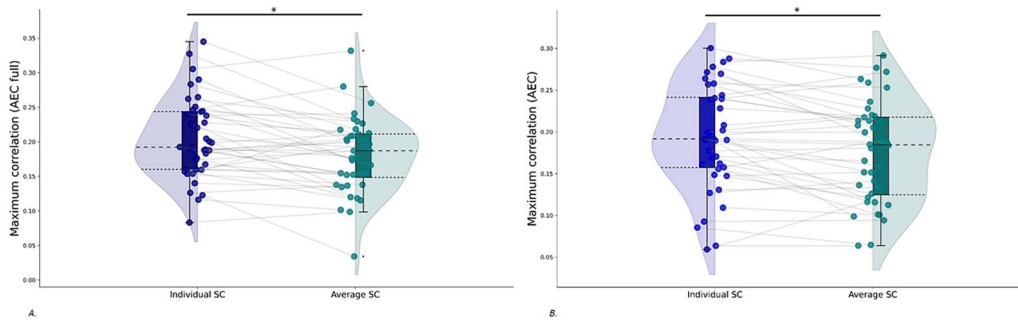 *
*
Maximum correlation (AEC full)
0.35
0.30
0.25
0.20
0.15
0.10
0.05
0.00
Individual SC
Average SC
A.
Maximum correlation (AEC)
0.30
0.25
0.20
0.15
0.10
0.05
Individual SC
Average SC
B.